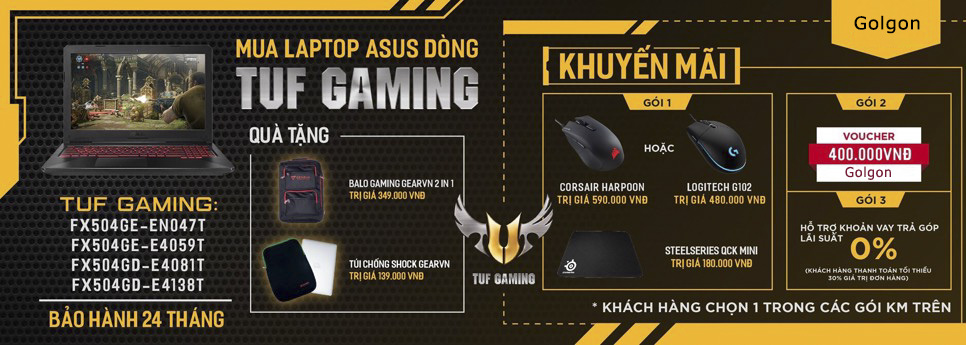 MUA LAPTOP ASUS DÒNG
TUF GAMING
TUF GAMING:
FX504GE-EN047T
FX504GE-E4059T
FX504GD-E4081T
FX504GD-E4138T
BẢO HÀNH 24 THÁNG
QUÀ TẶNG
BALO GAMING GEARVN 2 IN 1
TRỊ GIÁ 349.000 VNĐ
TÚI CHỐNG SHOCK GEARVN
TRỊ GIÁ 139.000 VNĐ
TUF GAMING
Golgon
KHUYẾN MÃI
GÓI 1
HOẶC
CORSAIR HARPOON
TRỊ GIÁ 590.000 VNĐ
LOGITECH G102
TRỊ GIÁ 480.000 VNĐ
STEELSERIES QCK MINI
TRỊ GIÁ 180.000 VNĐ
steelseries
GÓI 2
VOUCHER
400.000VNĐ
Golgon
GÓI 3
HỖ TRỢ KHOẢN VAY TRẢ GÓP
LÃI SUẤT 0%
(KHÁCH HÀNG THANH TOÁN TỐI THIỂU
30% GIÁ TRỊ ĐƠN HÀNG)
* KHÁCH HÀNG CHỌN 1 TRONG CÁC GÓI KM TRÊN